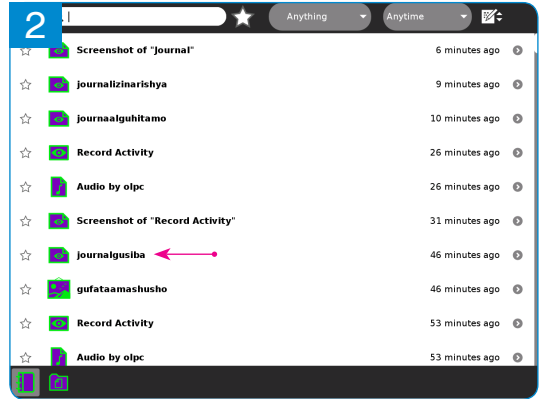 2
Anything Anytime
Screenshot of "Journal" 6 minutes ago
journalizinarishya 9 minutes ago
journaalguhitamo 10 minutes ago
Record Activity 26 minutes ago
Audio by olpc 26 minutes ago
Screenshot of "Record Activity" 31 minutes ago
journalgusiba 46 minutes ago
gufataamashusho 46 minutes ago
Record Activity 53 minutes ago
Audio by olpc 53 minutes ago